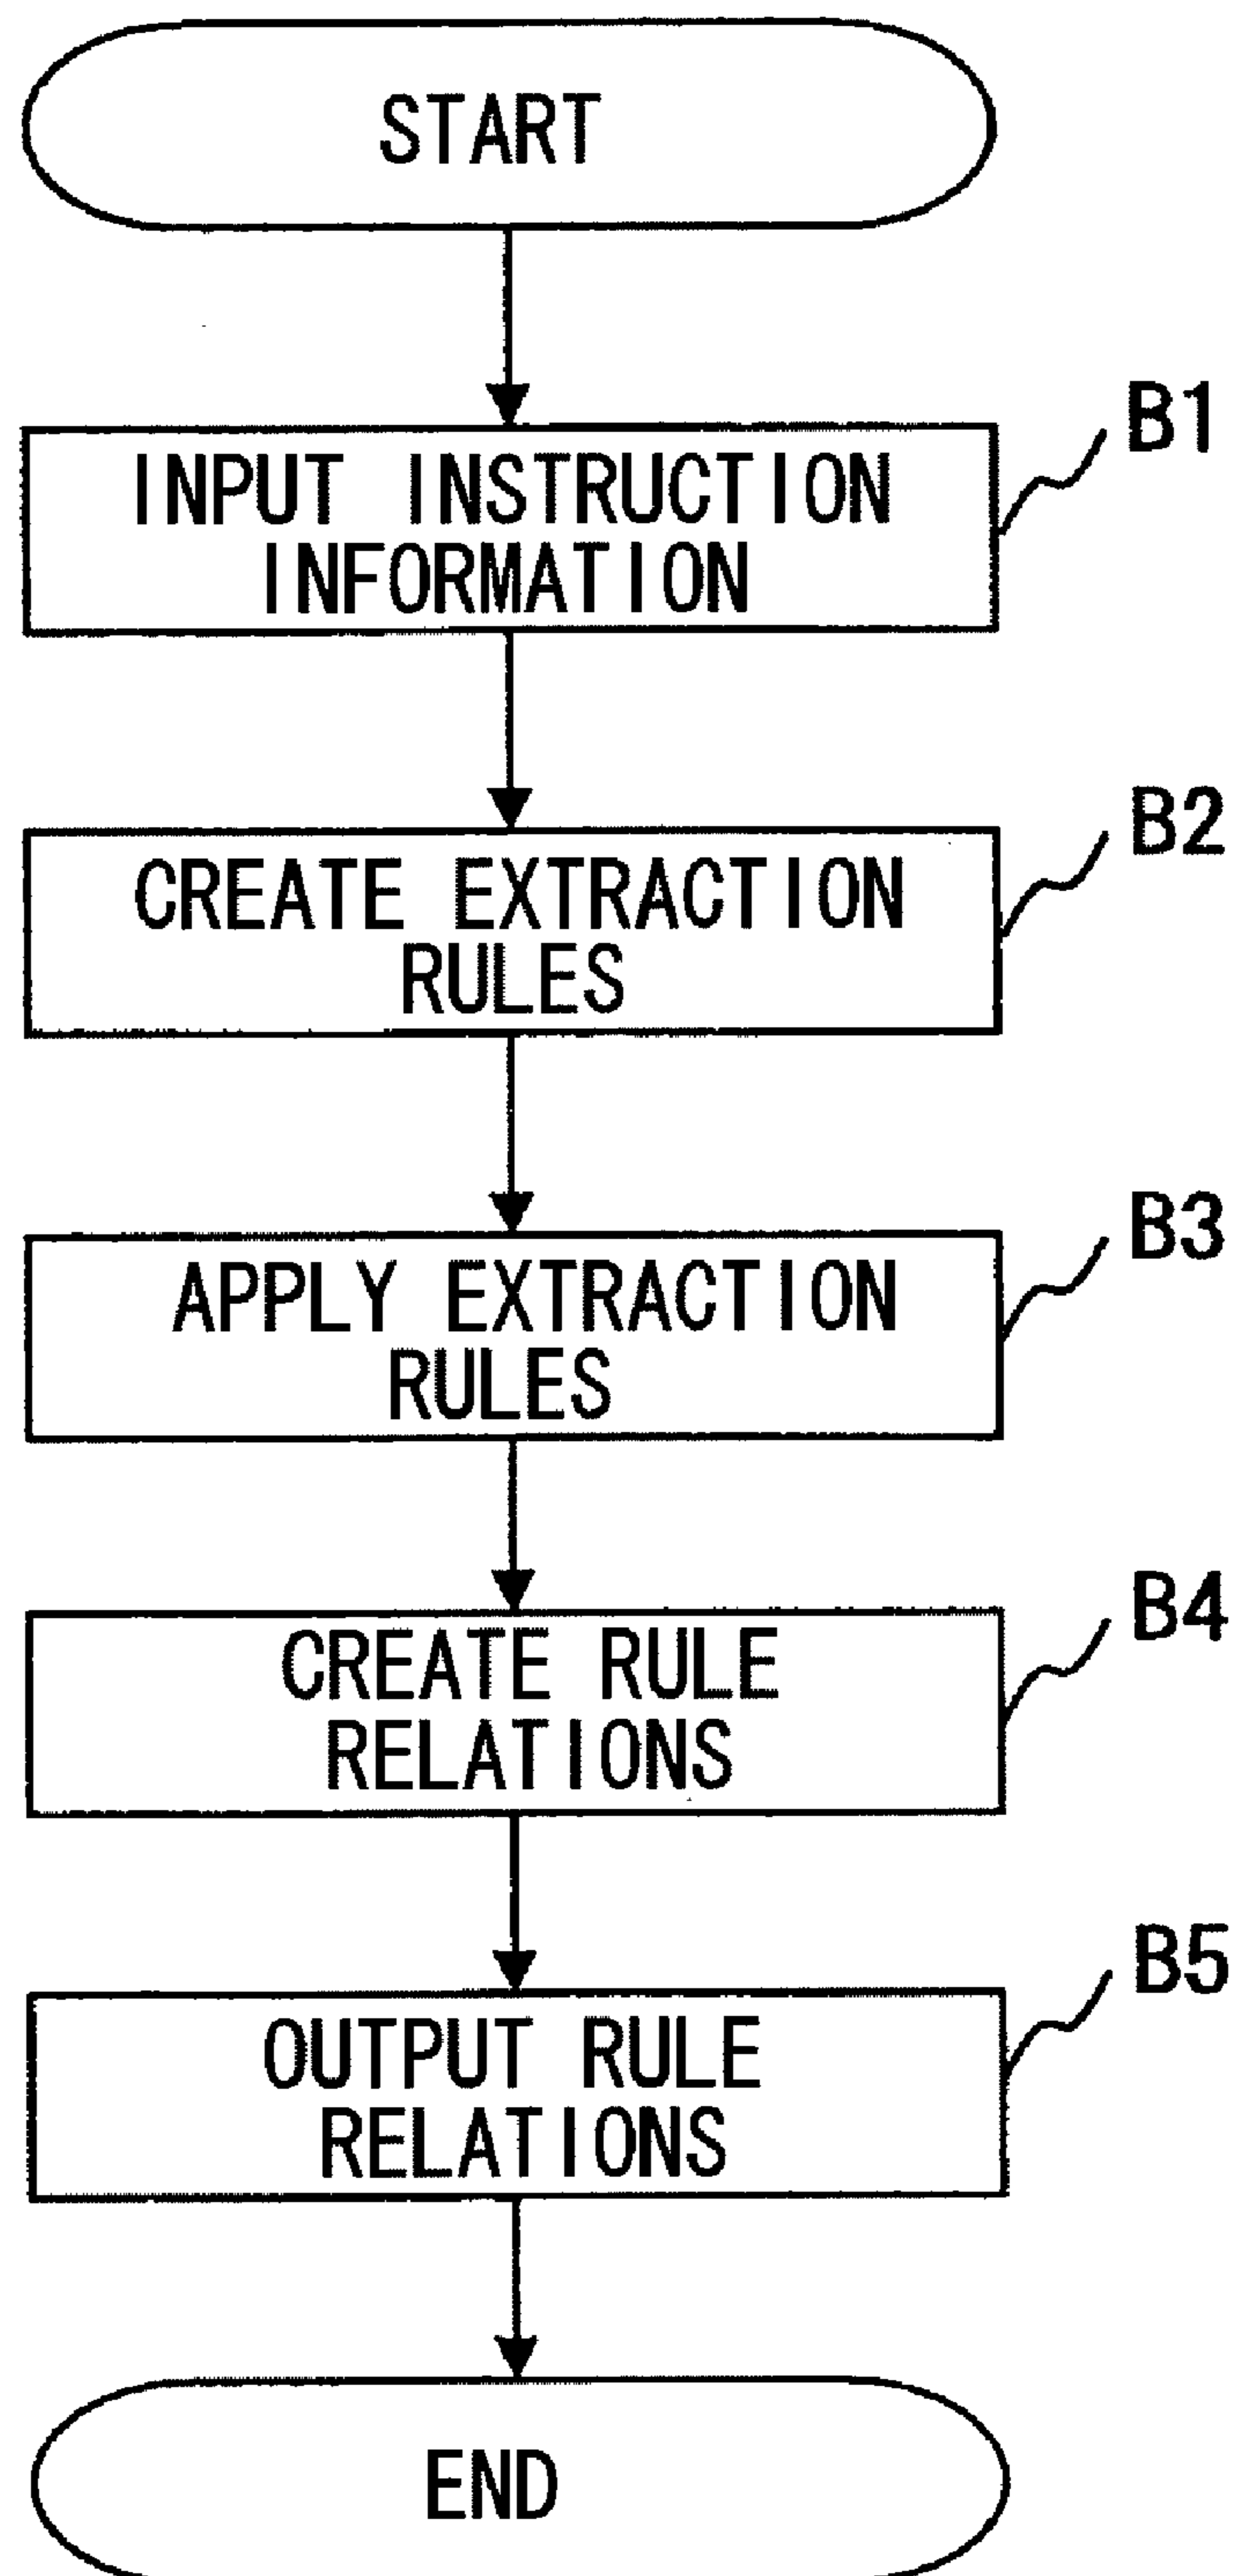 START
B1
INPUT INSTRUCTION
INFORMATION
B2
CREATE EXTRACTION
RULES
B3
APPLY EXTRACTION
RULES
B4
CREATE RULE
RELATIONS
B5
OUTPUT RULE
RELATIONS
END